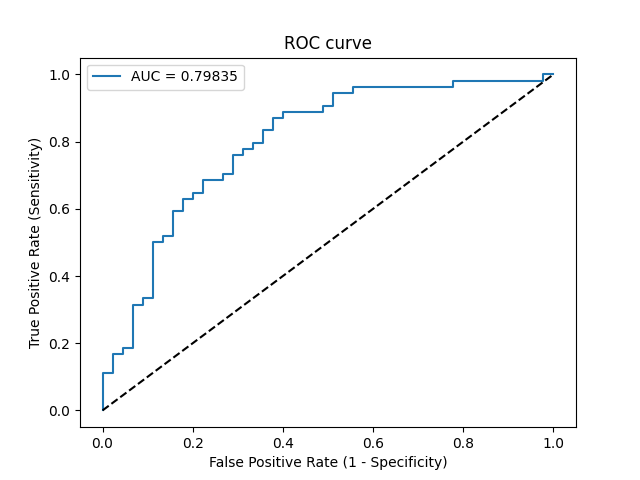 ROC curve
AUC = 0.79835
1.0
0.8
0.6
0.4
0.2
0.0
True Positive Rate (Sensitivity)
0.0 0.2 0.4 0.6 0.8 1.0
False Positive Rate (1 - Specificity)